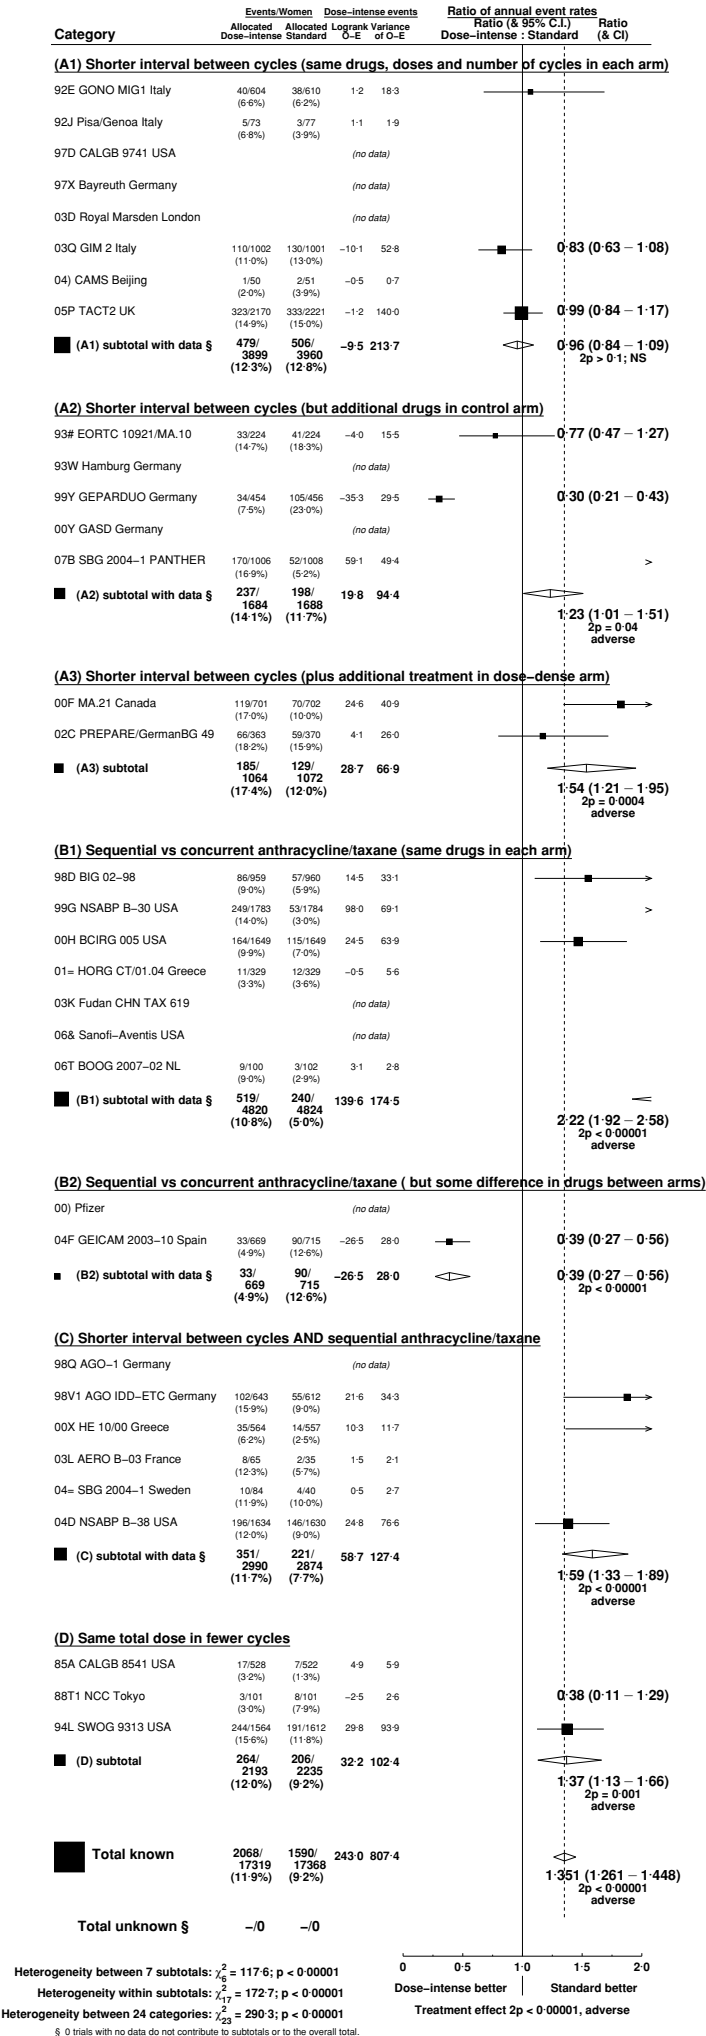 Events/Women Dose−intense events Ratio of annual event rates
Allocated Allocated Logrank Variance Ratio (& 95% C.I.) Ratio
Category Dose−intense Standard O−E of O−E Dose−intense : Standard (& CI)
(A1) Shorter interval between cycles (same drugs, doses and number of cycles in each arm)
92E GONO MIG1 Italy 40/604 38/610 1·2 18·3
(6·6%) (6·2%)
92J Pisa/Genoa Italy 5/73 3/77 1·1 1·9
(6·8%) (3·9%)
97D CALGB 9741 USA (no data)
97X Bayreuth Germany (no data)
03D Royal Marsden London (no data)
03Q GIM 2 Italy 110/1002 130/1001 −10·1 52·8 0·83 (0·63 − 1·08)
(11·0%) (13·0%)
04) CAMS Beijing 1/50 2/51 −0·5 0·7
(2·0%) (3·9%)
05P TACT2 UK 323/2170 333/2221 −1·2 140·0 0·99 (0·84 − 1·17)
(14·9%) (15·0%)
(A1) subtotal with data § 479/ 506/ −9·5 213·7 0·96 (0·84 − 1·09)
3899 3960 2p > 0·1; NS
(12·3%) (12·8%)
(A2) Shorter interval between cycles (but additional drugs in control arm)
93# EORTC 10921/MA.10 33/224 41/224 −4·0 15·5 0·77 (0·47 − 1·27)
(14·7%) (18·3%)
93W Hamburg Germany (no data)
99Y GEPARDUO Germany 34/454 105/456 −35·3 29·5 0·30 (0·21 − 0·43)
(7·5%) (23·0%)
00Y GASD Germany (no data)
07B SBG 2004−1 PANTHER 170/1006 52/1008 59·1 49·4
(16·9%) (5·2%)
(A2) subtotal with data § 237/ 198/ 19·8 94·4
1684 1688 1·23 (1·01 − 1·51)
(14·1%) (11·7%) 2p = 0·04
adverse
(A3) Shorter interval between cycles (plus additional treatment in dose−dense arm)
00F MA.21 Canada 119/701 70/702 24·6 40·9
(17·0%) (10·0%)
02C PREPARE/GermanBG 49 66/363 59/370 4·1 26·0
(18·2%) (15·9%)
(A3) subtotal 185/ 129/ 28·7 66·9
1064 1072 1·54 (1·21 − 1·95)
(17·4%) (12·0%) 2p = 0·0004
adverse
(B1) Sequential vs concurrent anthracycline/taxane (same drugs in each arm)
98D BIG 02−98 86/959 57/960 14·5 33·1
(9·0%) (5·9%)
99G NSABP B−30 USA 249/1783 53/1784 98·0 69·1
(14·0%) (3·0%)
00H BCIRG 005 USA 164/1649 115/1649 24·5 63·9
(9·9%) (7·0%)
01= HORG CT/01.04 Greece 11/329 12/329 −0·5 5·6
(3·3%) (3·6%)
03K Fudan CHN TAX 619 (no data)
06& Sanofi−Aventis USA (no data)
06T BOOG 2007−02 NL 9/100 3/102 3·1 2·8
(9·0%) (2·9%)
(B1) subtotal with data § 519/ 240/ 139·6 174·5
4820 4824 2·22 (1·92 − 2·58)
(10·8%) (5·0%) 2p < 0·00001
adverse
(B2) Sequential vs concurrent anthracycline/taxane ( but some difference in drugs between arms)
00) Pfizer (no data)
04F GEICAM 2003−10 Spain 33/669 90/715 −26·5 28·0 0·39 (0·27 − 0·56)
(4·9%) (12·6%)
(B2) subtotal with data § 33/ 90/ −26·5 28·0 0·39 (0·27 − 0·56)
669 715 2p < 0·00001
(4·9%) (12·6%)
(C) Shorter interval between cycles AND sequential anthracycline/taxane
98Q AGO−1 Germany (no data)
98V1 AGO IDD−ETC Germany 102/643 55/612 21·6 34·3
(15·9%) (9·0%)
00X HE 10/00 Greece 35/564 14/557 10·3 11·7
(6·2%) (2·5%)
03L AERO B−03 France 8/65 2/35 1·5 2·1
(12·3%) (5·7%)
04= SBG 2004−1 Sweden 10/84 4/40 0·5 2·7
(11·9%) (10·0%)
04D NSABP B−38 USA 196/1634 146/1630 24·8 76·6
(12·0%) (9·0%)
(C) subtotal with data § 351/ 221/ 58·7 127·4
2990 2874 1·59 (1·33 − 1·89)
(11·7%) (7·7%) 2p < 0·00001
adverse
(D) Same total dose in fewer cycles
85A CALGB 8541 USA 17/528 7/522 4·9 5·9
(3·2%) (1·3%)
88T1 NCC Tokyo 3/101 8/101 −2·5 2·6 0·38 (0·11 − 1·29)
(3·0%) (7·9%)
94L SWOG 9313 USA 244/1564 191/1612 29·8 93·9
(15·6%) (11·8%)
(D) subtotal 264/ 206/ 32·2 102·4
2193 2235 1·37 (1·13 − 1·66)
(12·0%) (9·2%) 2p = 0·001
adverse
Total known 2068/ 1590/ 243·0 807·4
17319 17368
(11·9%) (9·2%) 1·351 (1·261 − 1·448)
2p < 0·00001
adverse
Total unknown § −/0 −/0
0 0·5 1·0 1·5 2·0
Dose−intense better Standard better
Treatment effect 2p < 0·00001, adverse
Heterogeneity between 7 subtotals: χ²₆ = 117·6; p < 0·00001
Heterogeneity within subtotals: χ²₁₇ = 172·7; p < 0·00001
Heterogeneity between 24 categories: χ²₂₃ = 290·3; p < 0·00001
§ 0 trials with no data do not contribute to subtotals or to the overall total.